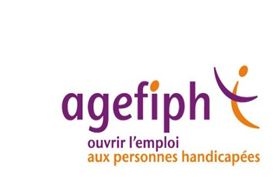 agefiph
ouvrir l'emploi
aux personnes handicapées